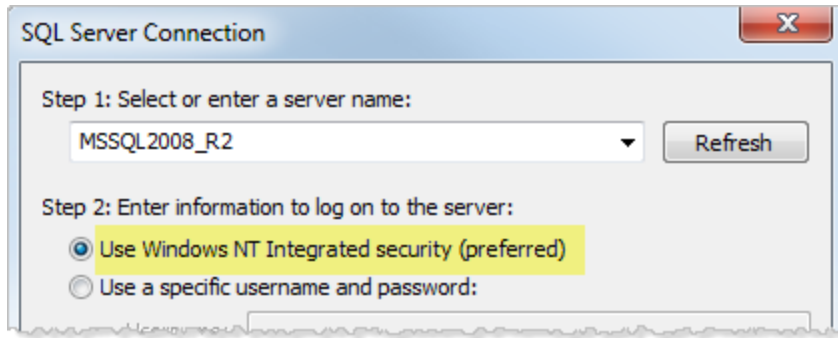 SQL Server Connection
Step 1: Select or enter a server name:
MSSQL2008_R2
Refresh
Step 2: Enter information to log on to the server:
Use Windows NT Integrated security (preferred)
Use a specific username and password: